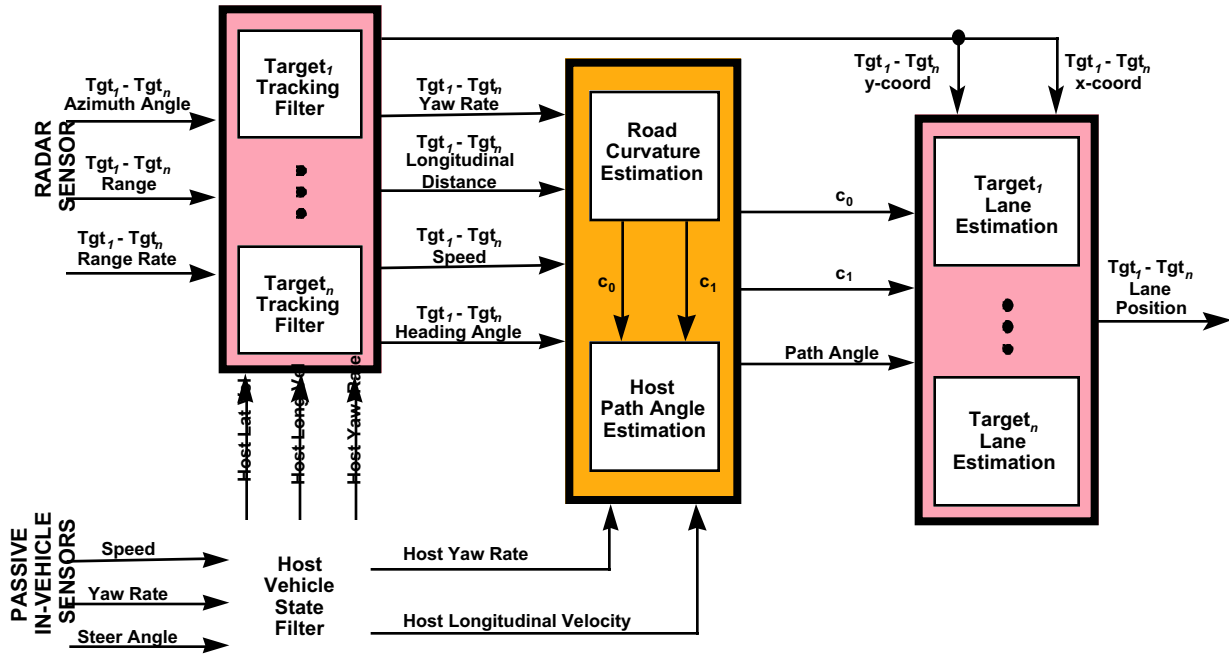 RADAR
SENSOR
Tgt1 - Tgtn
Azimuth Angle
Tgt1 - Tgtn
Range
Tgt1 - Tgtn
Range Rate
Target1
Tracking
Filter
Targetn
Tracking
Filter
Tgt1 - Tgtn
Yaw Rate
Tgt1 - Tgtn
Longitudinal
Distance
Tgt1 - Tgtn
Speed
Tgt1 - Tgtn
Heading Angle
Road
Curvature
Estimation
c0
c1
Host
Path Angle
Estimation
c0
c1
Path Angle
Tgt1 - Tgtn
y-coord
Tgt1 - Tgtn
x-coord
Target1
Lane
Estimation
Targetn
Lane
Estimation
Tgt1 - Tgtn
Lane
Position
Host Lat Vel
Host Long Vel
Host Yaw Rate
PASSIVE
IN-VEHICLE
SENSORS
Speed
Yaw Rate
Steer Angle
Host
Vehicle
State
Filter
Host Yaw Rate
Host Longitudinal Velocity